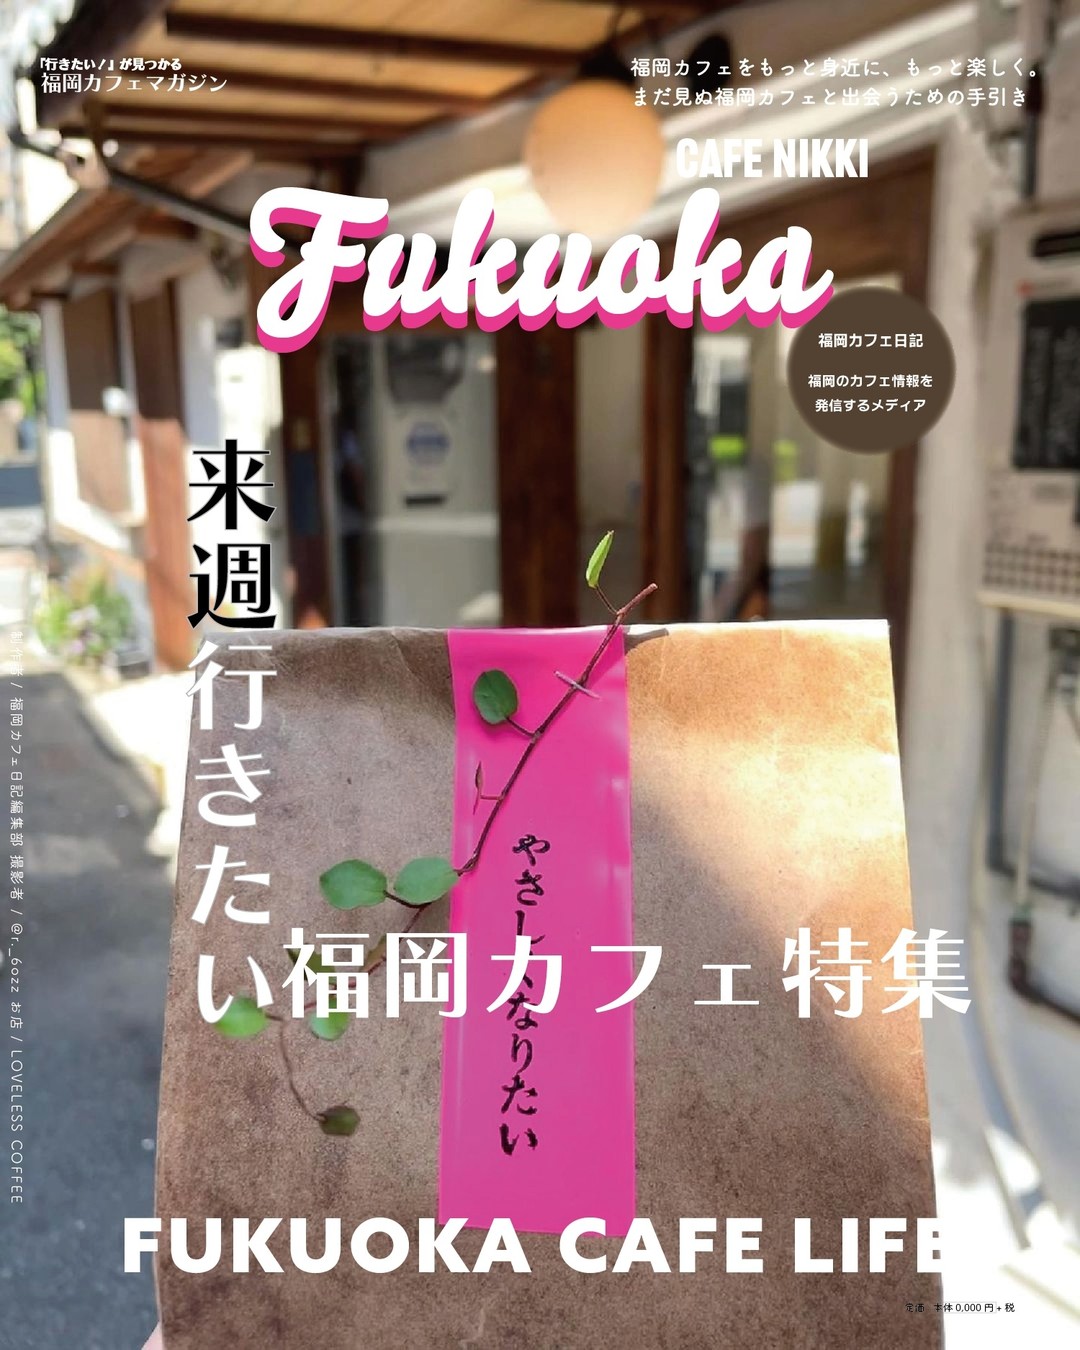 「行きたい！」が見つかる
福岡カフェマガジン
福岡カフェをもっと身近に、もっと楽しく。
まだ見ぬ福岡カフェと出会うための手引き
CAFE NIKKI
Fukuoka
福岡カフェ日記
福岡のカフェ情報を
発信するメディア
来週行きたい
福岡カフェ特集
やさしくなりたい
制作者 / 福岡カフェ日記編集部 撮影者 / @r._60zz お店 / LOVELESS COFFEE
FUKUOKA CAFE LIFE
定価 本体0,000円+税